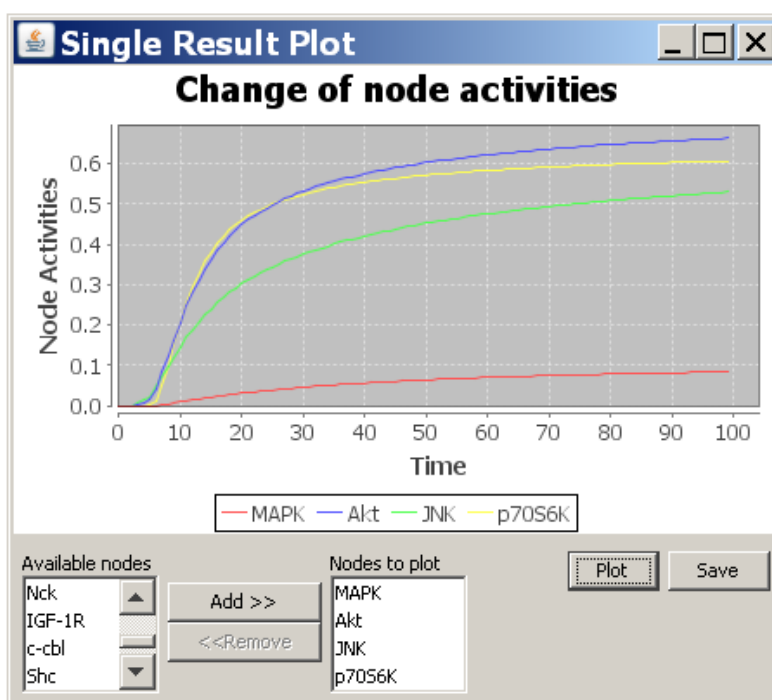 Single Result Plot
Change of node activities
Node Activities
0.6
0.5
0.4
0.3
0.2
0.1
0.0
0 10 20 30 40 50 60 70 80 90 100
Time
MAPK Akt JNK p70S6K
Available nodes
Nck
IGF-1R
c-cbl
Shc
Add >>
<<Remove
Nodes to plot
MAPK
Akt
JNK
p70S6K
Plot
Save